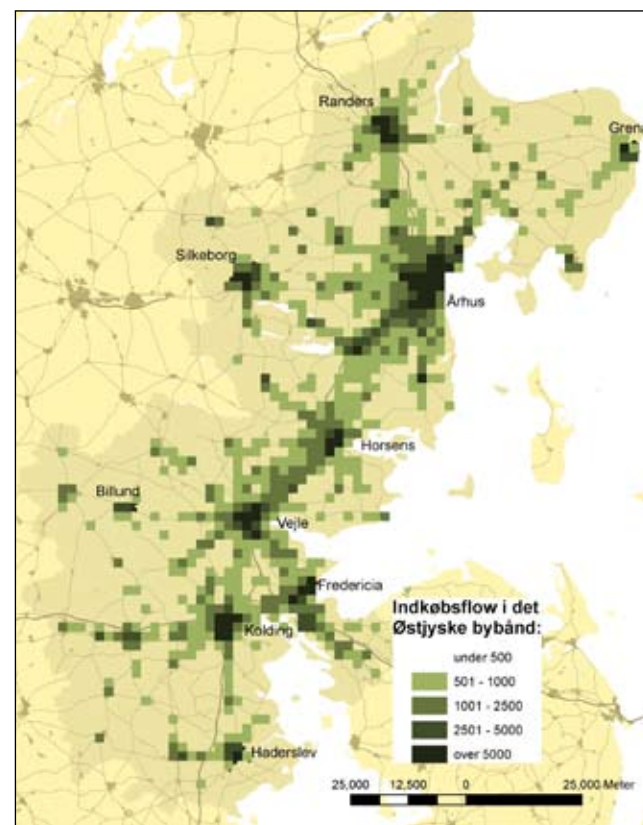 Randers
Grena
Silkeborg
Århus
Horsens
Billund
Vejle
Fredericia
Kolding
Haderslev
Indkøbsflow i det
Østjyske bybånd:
under 500
501 - 1000
1001 - 2500
2501 - 5000
over 5000
25,000 12,500 0 25,000 Meter